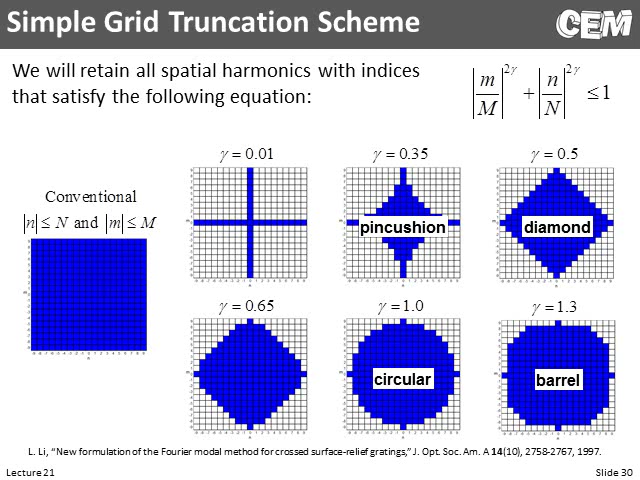 Simple Grid Truncation Scheme
CEM
We will retain all spatial harmonics with indices
that satisfy the following equation:
|m/M|^2γ + |n/N|^2γ ≤ 1
γ = 0.01
γ = 0.35
γ = 0.5
Conventional
|n| ≤ N and |m| ≤ M
pincushion
diamond
γ = 0.65
γ = 1.0
γ = 1.3
circular
barrel
L. Li, “New formulation of the Fourier modal method for crossed surface-relief gratings,” J. Opt. Soc. Am. A 14(10), 2758-2767, 1997.
Lecture 21
Slide 30